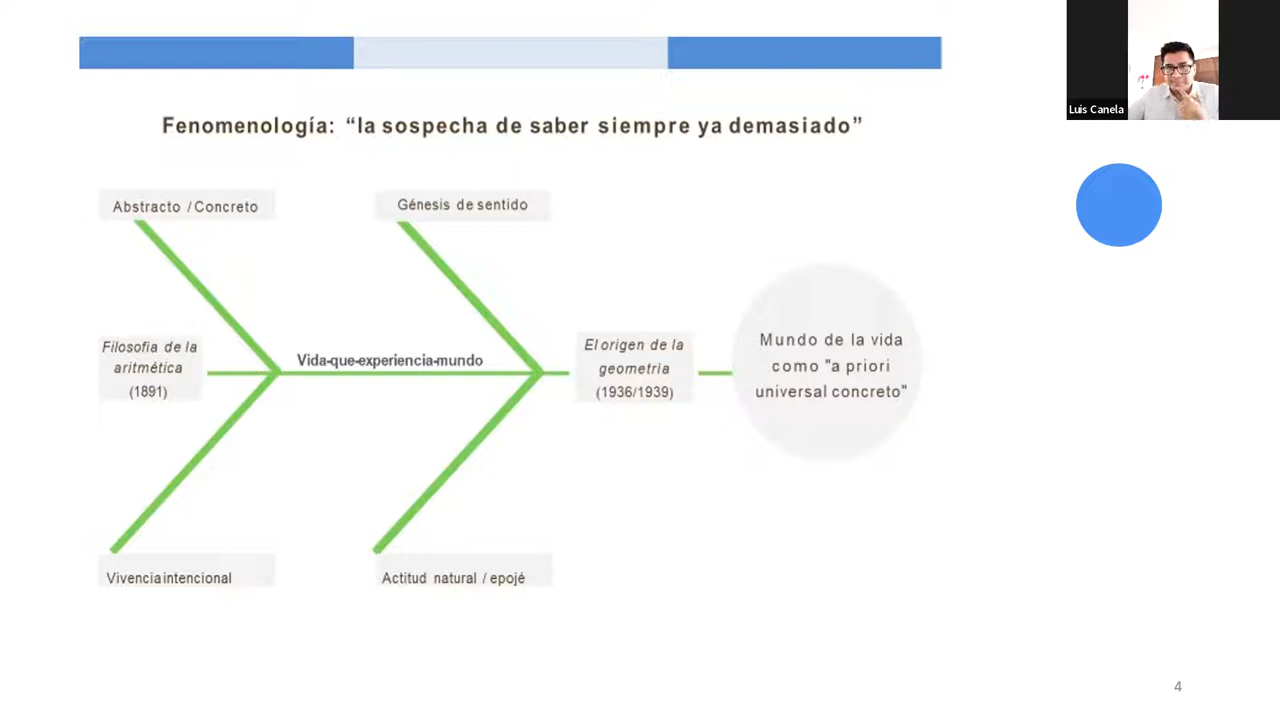 Luis Canela
Fenomenología: “la sospecha de saber siempre ya demasiado”
Abstracto / Concreto
Génesis de sentido
Filosofia de la
aritmética
(1891)
Vida-que-experiencia-mundo
El origen de la
geometria
(1936/1939)
Mundo de la vida
como "a priori
universal concreto"
Vivencia intencional
Actitud natural / epojé
4